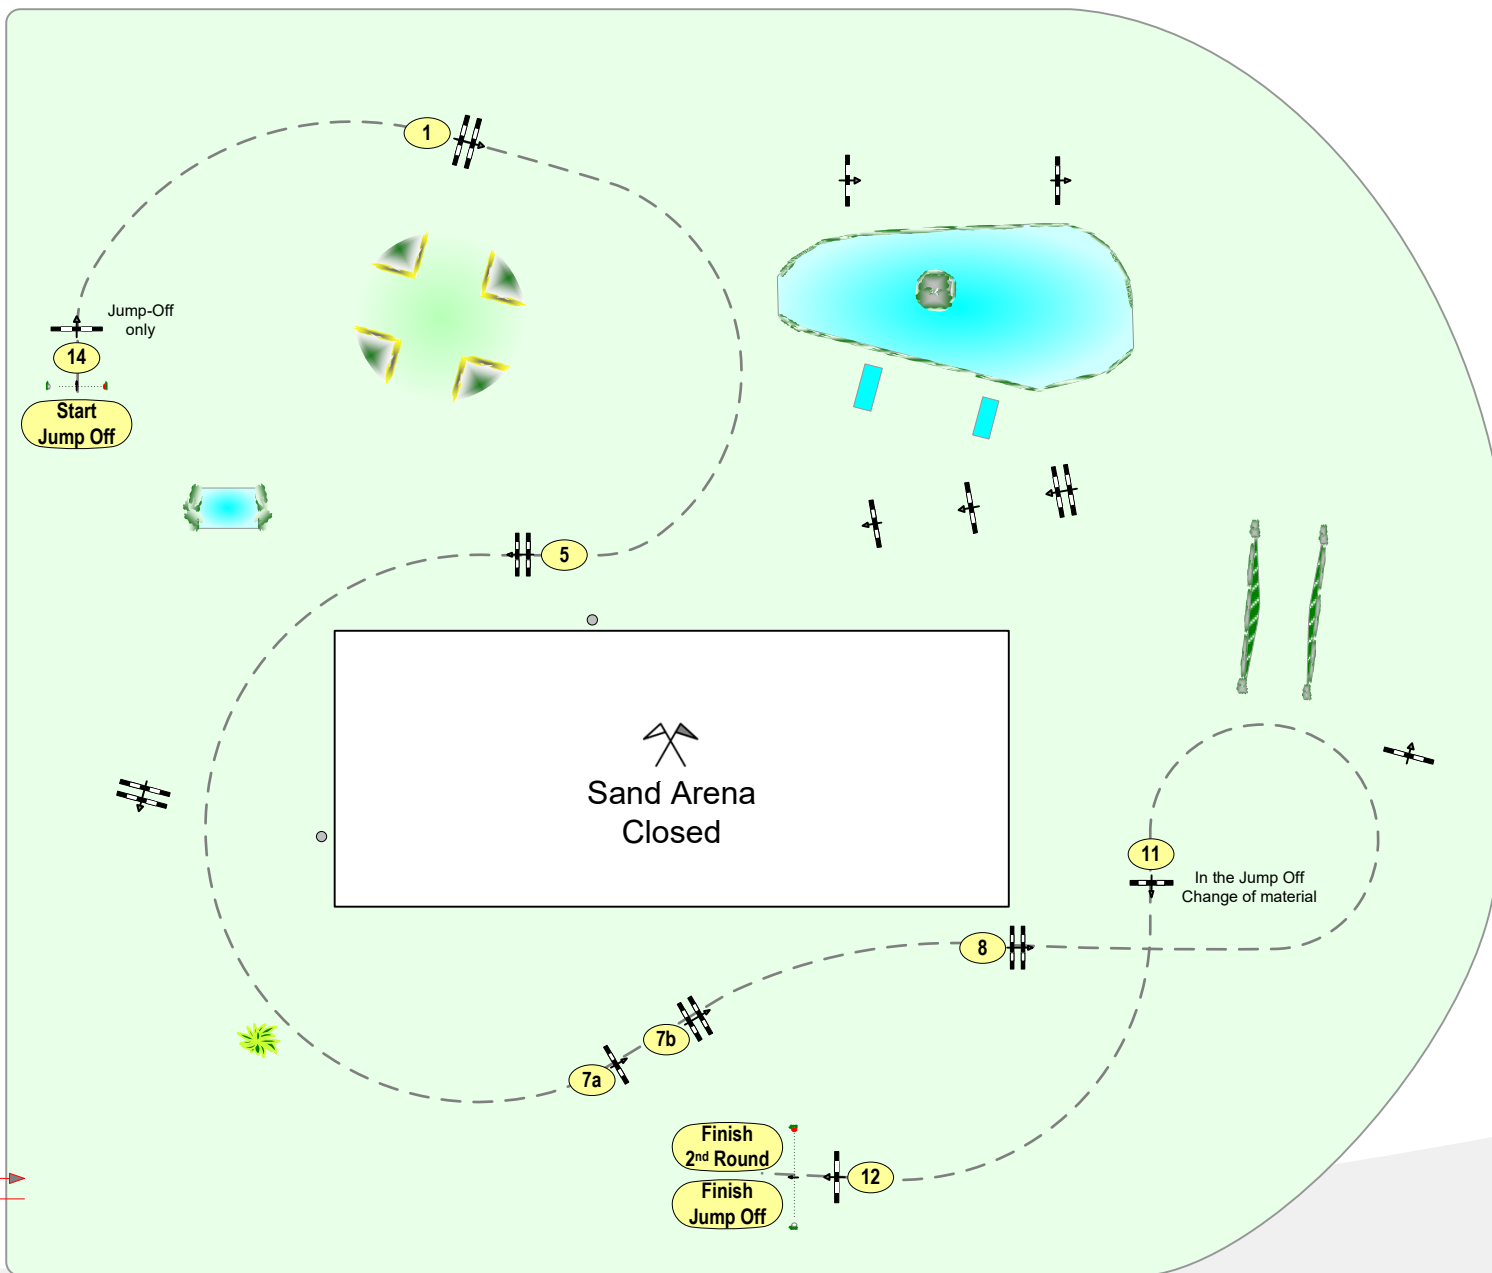 1
Jump-Off
only
14
Start
Jump Off
5
Sand Arena
Closed
11
In the Jump Off
Change of material
8
7b
7a
Finish
2nd Round
12
Finish
Jump Off